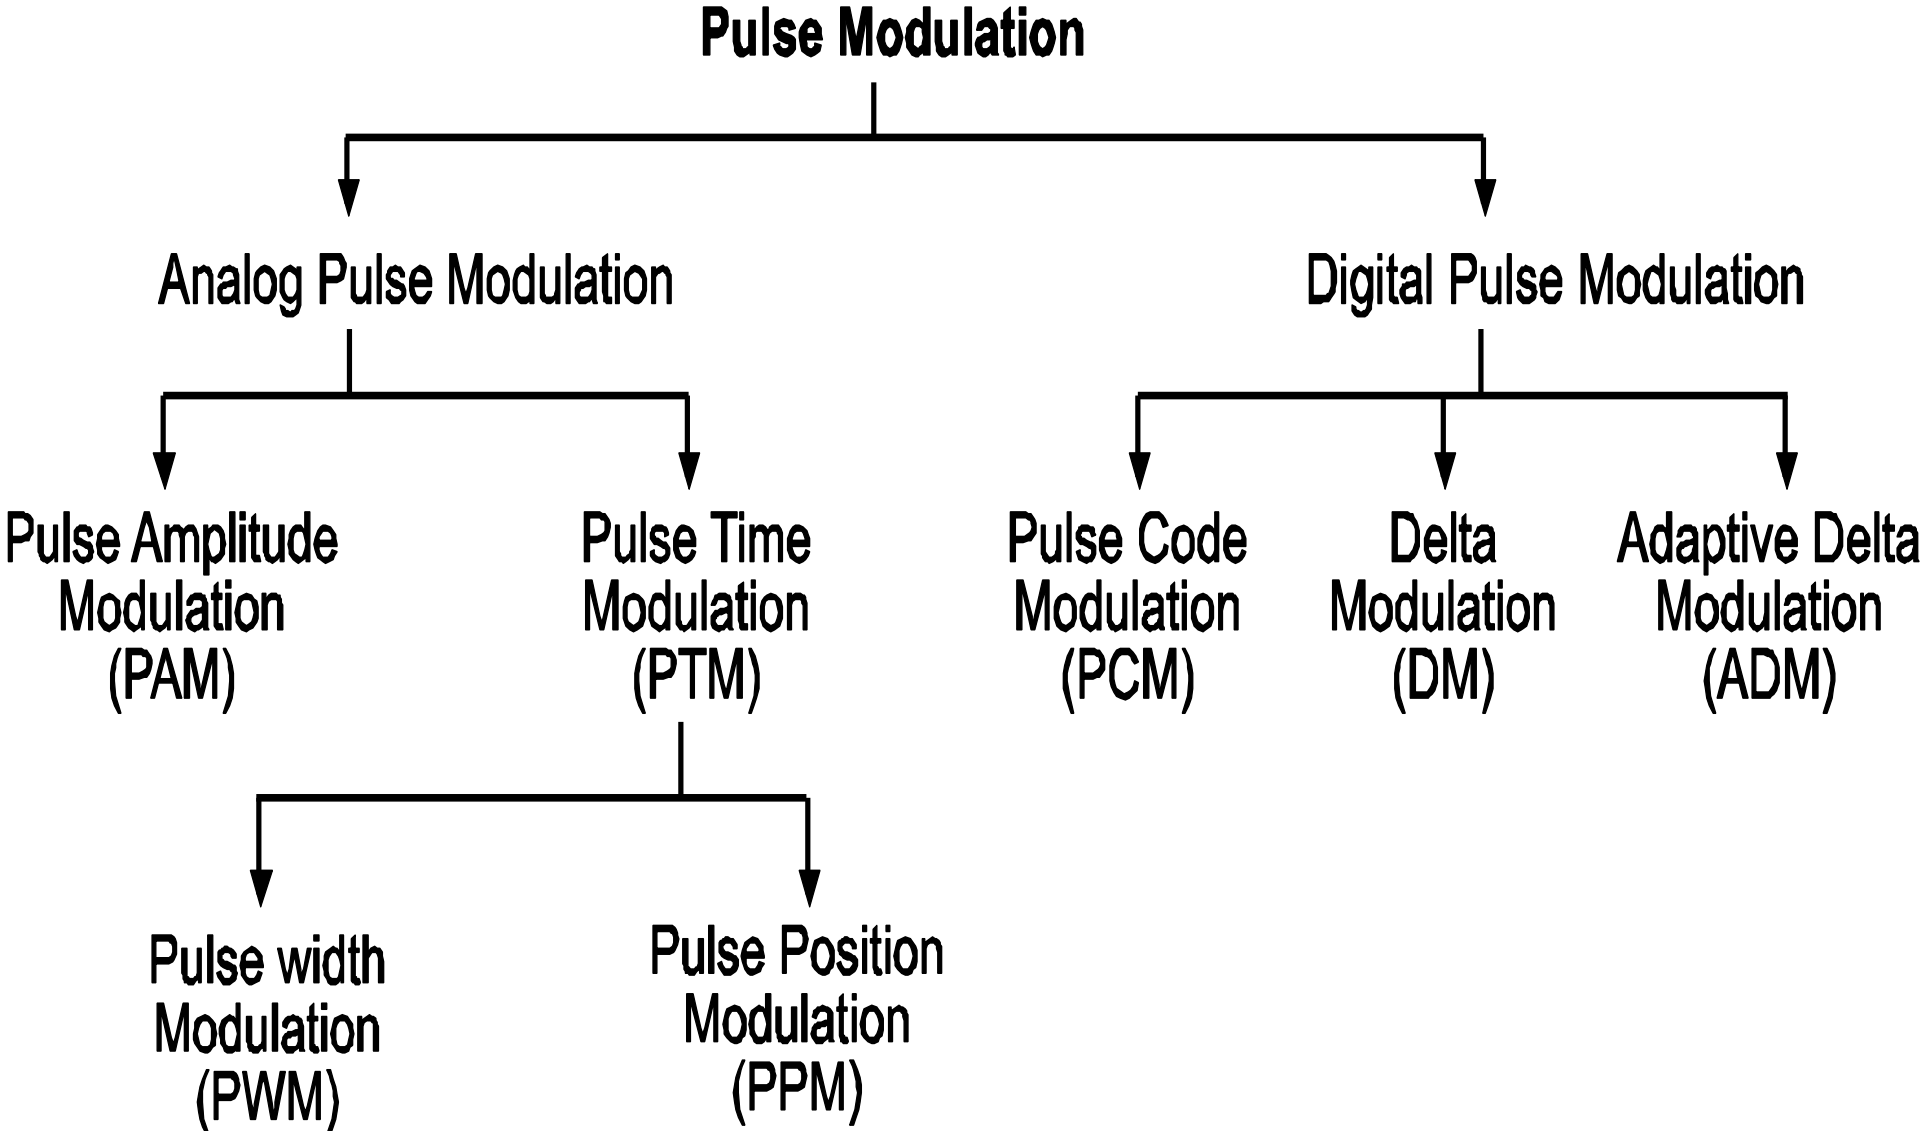 Pulse Modulation
Analog Pulse Modulation
Digital Pulse Modulation
Pulse Amplitude
Modulation
(PAM)
Pulse Time
Modulation
(PTM)
Pulse Code
Modulation
(PCM)
Delta
Modulation
(DM)
Adaptive Delta
Modulation
(ADM)
Pulse width
Modulation
(PWM)
Pulse Position
Modulation
(PPM)